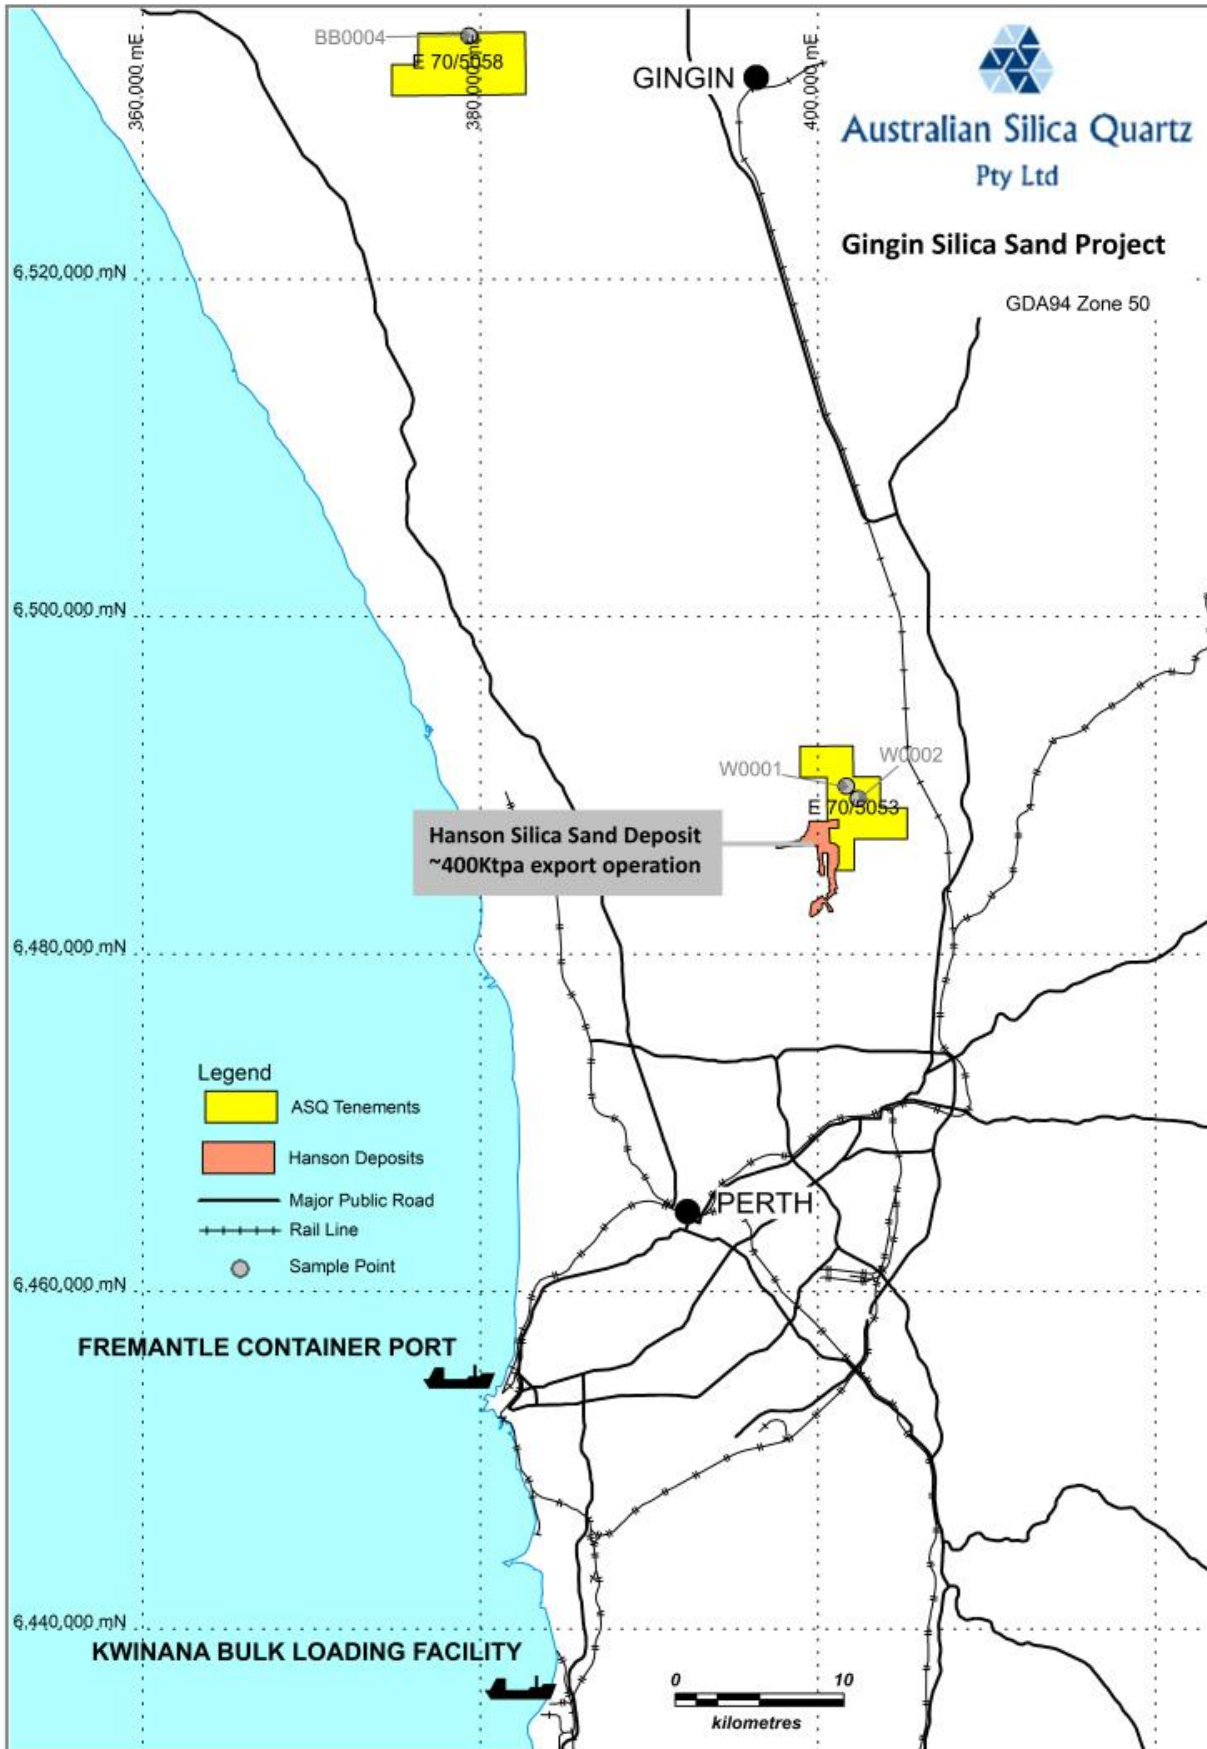 BB0004
E 70/5058
360,000 mE
380,000 mE
400,000 mE
GINGIN
Australian Silica Quartz
Pty Ltd
Gingin Silica Sand Project
GDA94 Zone 50
6,520,000 mN
6,500,000 mN
W0001
W0002
E 70/5053
Hanson Silica Sand Deposit
~400Ktpa export operation
6,480,000 mN
Legend
ASQ Tenements
Hanson Deposits
Major Public Road
Rail Line
Sample Point
PERTH
6,460,000 mN
FREMANTLE CONTAINER PORT
6,440,000 mN
KWINANA BULK LOADING FACILITY
0 10
kilometres